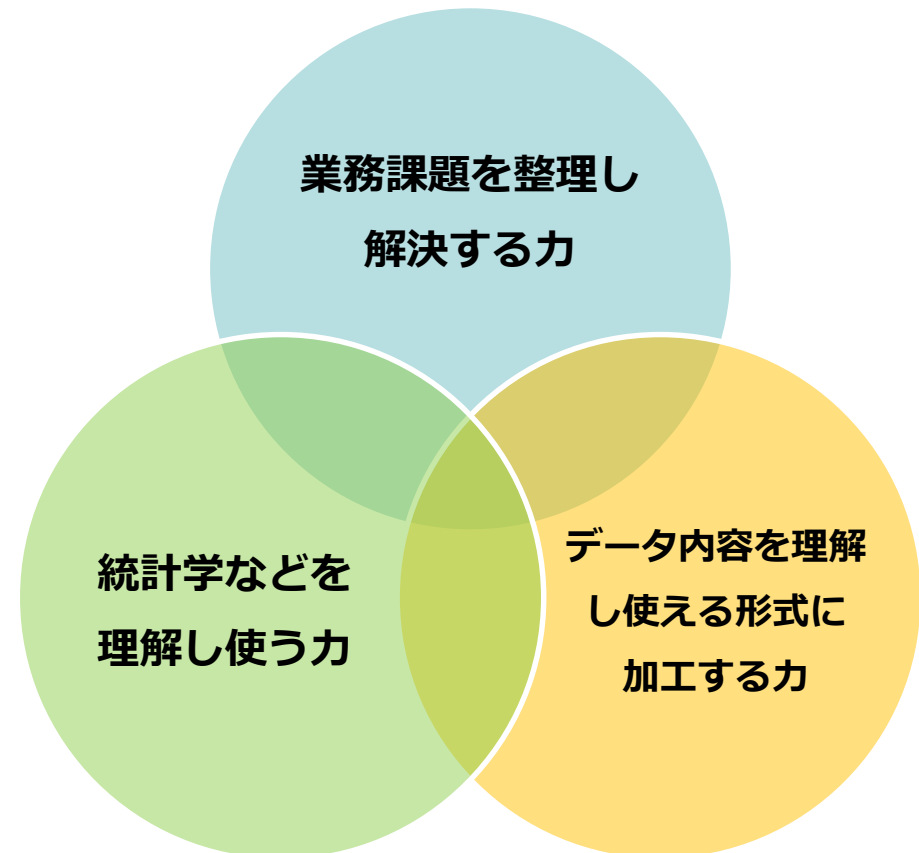 業務課題を整理し
解決する力
統計学などを
理解し使う力
データ内容を理解
し使える形式に
加工する力